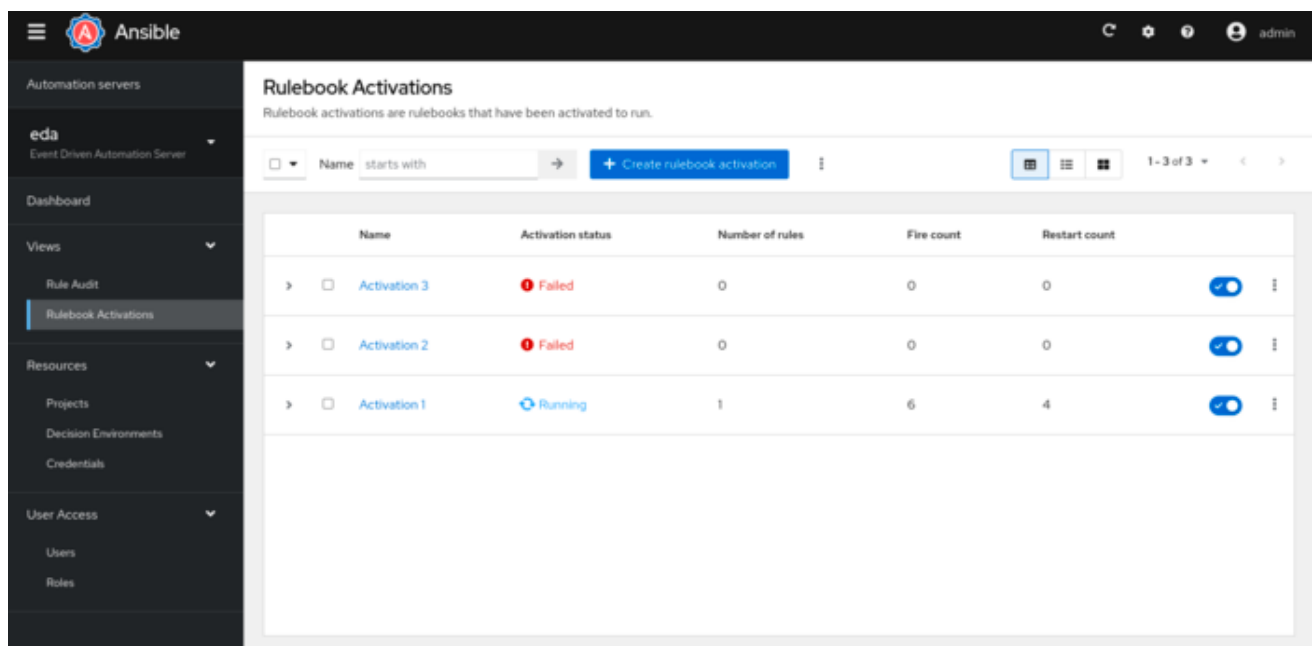 Ansible
admin
Automation servers
eda
Event Driven Automation Server
Dashboard
Views
Rule Audit
Rulebook Activations
Resources
Projects
Decision Environments
Credentials
User Access
Users
Roles
Rulebook Activations
Rulebook activations are rulebooks that have been activated to run.
Name starts with + Create rulebook activation 1 - 3 of 3
Name Activation status Number of rules Fire count Restart count
Activation 3 Failed 0 0 0
Activation 2 Failed 0 0 0
Activation 1 Running 1 6 4